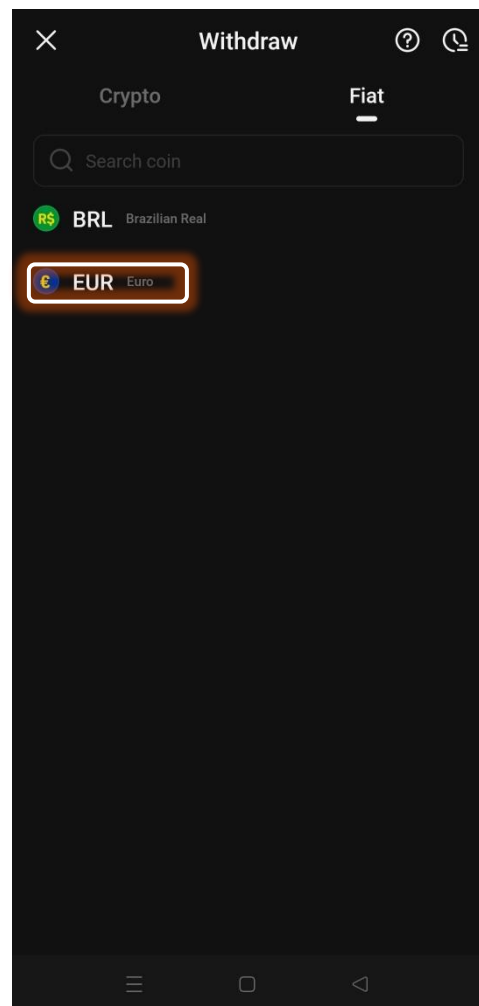 Withdraw
Crypto Fiat
Search coin
R$ BRL Brazilian Real
€ EUR Euro